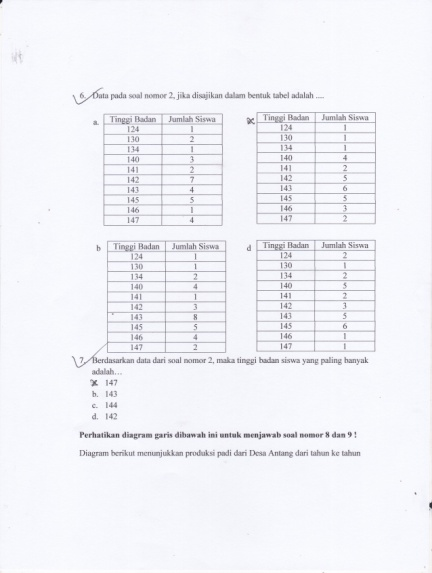 6. Data pada soal nomor 2, jika disajikan dalam bentuk tabel adalah ....
a.
Tinggi Badan Jumlah Siswa
124 1
130 2
134 1
140 3
141 2
142 7
143 4
145 5
146 1
147 4
Tinggi Badan Jumlah Siswa
124 1
130 1
134 1
140 4
141 2
142 5
143 6
145 5
146 3
147 2
b
Tinggi Badan Jumlah Siswa
124 1
130 1
134 2
140 4
141 1
142 3
143 8
145 5
146 4
147 2
d
Tinggi Badan Jumlah Siswa
124 2
130 1
134 2
140 5
141 2
142 3
143 5
145 6
146 1
147 1
7. Berdasarkan data dari soal nomor 2, maka tinggi badan siswa yang paling banyak
adalah…
147
b. 143
c. 144
d. 142
Perhatikan diagram garis dibawah ini untuk menjawab soal nomor 8 dan 9 !
Diagram berikut menunjukkan produksi padi dari Desa Antang dari tahun ke tahun